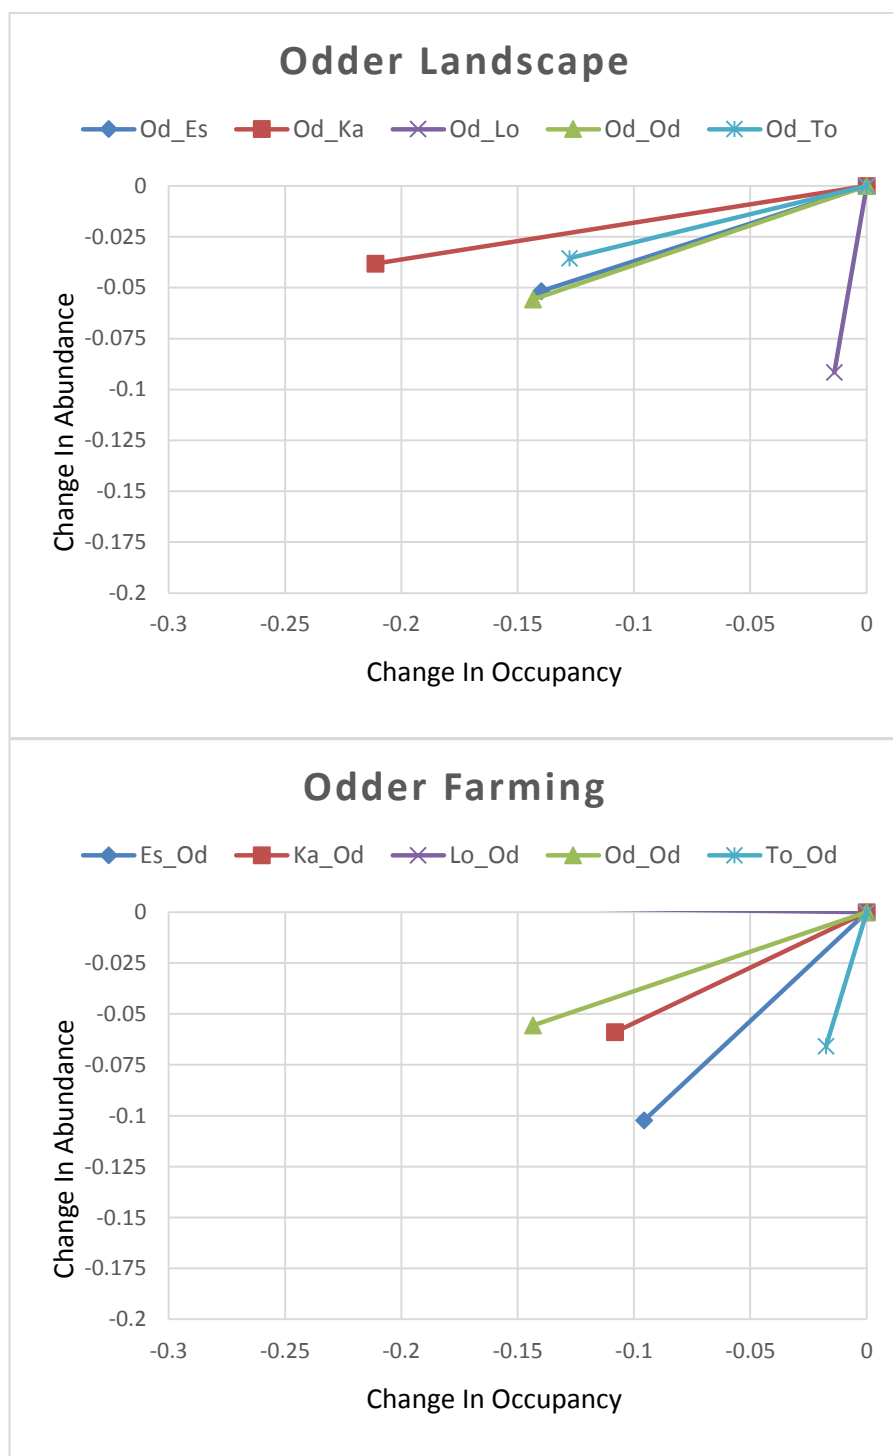 Odder Landscape
Od_Es Od_Ka Od_Lo Od_Od Od_To
0
-0.025
-0.05
-0.075
-0.1
-0.125
-0.15
-0.175
-0.2
Change In Abundance
-0.3 -0.25 -0.2 -0.15 -0.1 -0.05 0
Change In Occupancy
Odder Farming
Es_Od Ka_Od Lo_Od Od_Od To_Od
0
-0.025
-0.05
-0.075
-0.1
-0.125
-0.15
-0.175
-0.2
Change In Abundance
-0.3 -0.25 -0.2 -0.15 -0.1 -0.05 0
Change In Occupancy